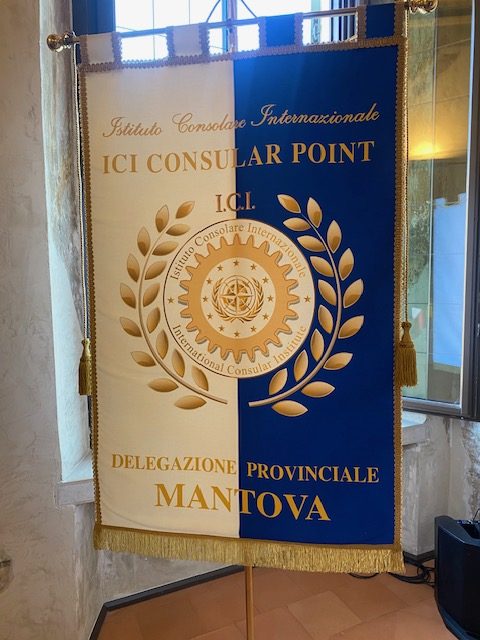 Istituto Consolare Internazionale
ICI CONSULAR POINT
I.C.I.
Istituto Consolare Internazionale
International Consular Institute
DELEGAZIONE PROVINCIALE
MANTOVA